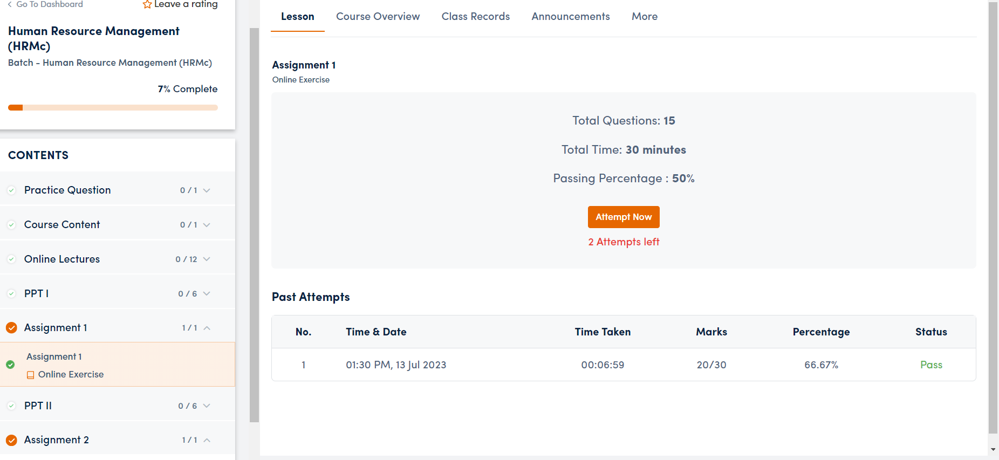 Go To Dashboard
Leave a rating
Human Resource Management
(HRMc)
Batch - Human Resource Management (HRMc)
7% Complete
CONTENTS
Practice Question 0 / 1
Course Content 0 / 1
Online Lectures 0 / 12
PPT I 0 / 6
Assignment 1 1 / 1
Assignment 1
Online Exercise
PPT II 0 / 6
Assignment 2 1 / 1
Lesson Course Overview Class Records Announcements More
Assignment 1
Online Exercise
Total Questions: 15
Total Time: 30 minutes
Passing Percentage : 50%
Attempt Now
2 Attempts left
Past Attempts
No. Time & Date Time Taken Marks Percentage Status
1 01:30 PM, 13 Jul 2023 00:06:59 20/30 66.67% Pass